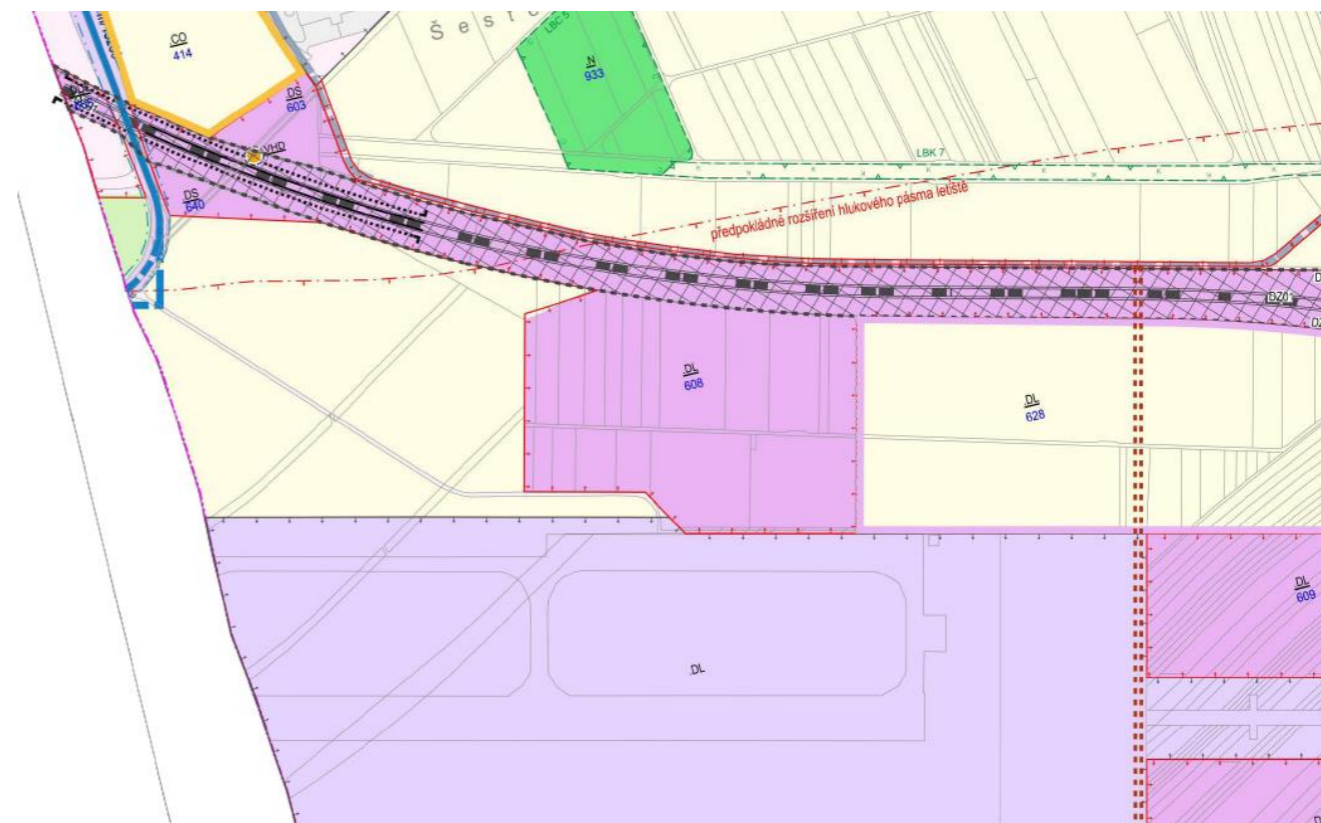 Šest
LBC 5
.CO
414
.N
933
.DS
603
VHD
LBK 7
.DS
640
předpokládné rozšíření hlukového pásma letiště
DZ01
.DL
608
.DL
628
.DL
609
.DL